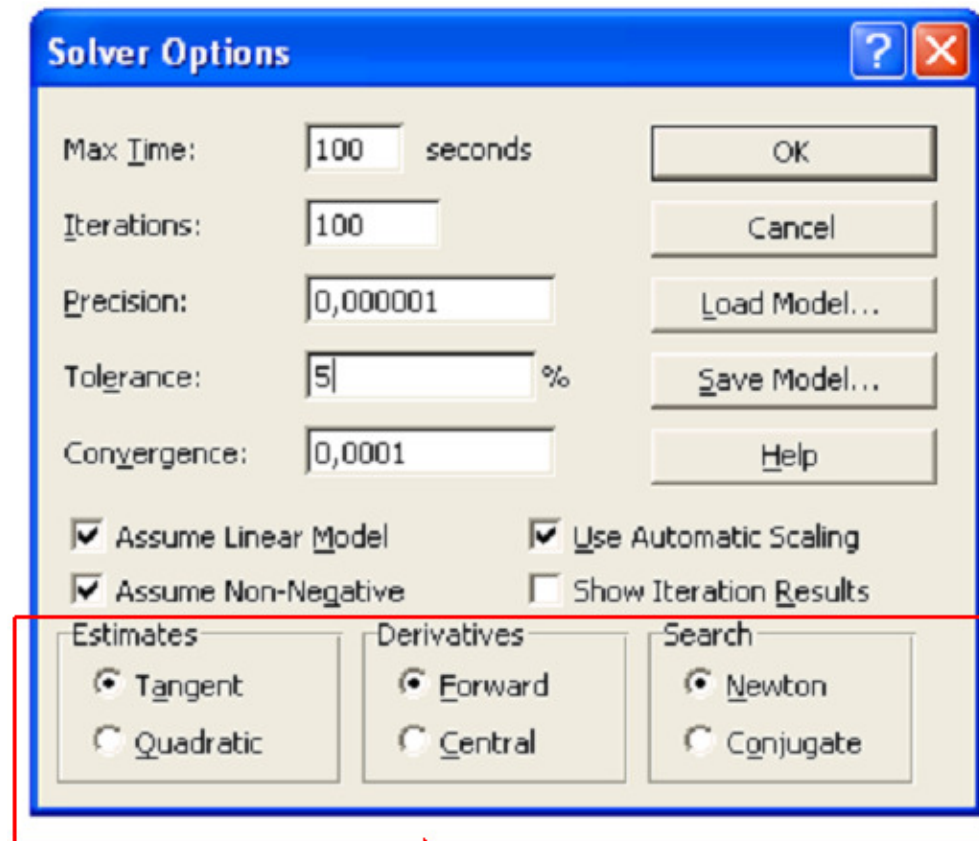 Solver Options
Max Time: 100 seconds OK
Iterations: 100 Cancel
Precision: 0,000001 Load Model...
Tolerance: 5 % Save Model...
Convergence: 0,0001 Help
Assume Linear Model Use Automatic Scaling
Assume Non-Negative Show Iteration Results
Estimates Derivatives Search
Tangent Forward Newton
Quadratic Central Conjugate